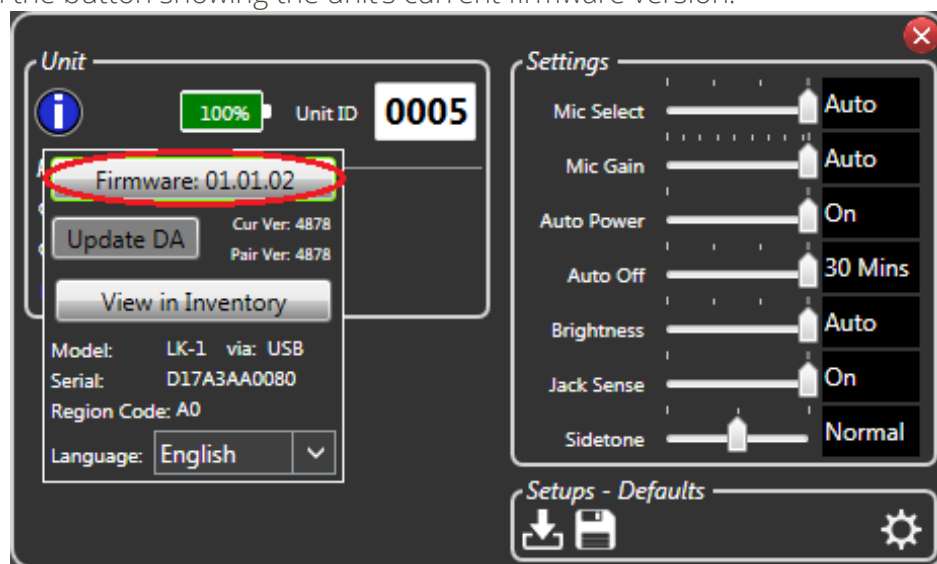 the button showing the unit's current firmware version.
Unit
100%
Unit ID
0005
Firmware: 01.01.02
Update DA
Cur Ver: 4878
Pair Ver: 4878
View in Inventory
Model: LK-1 via: USB
Serial: D17A3AA0080
Region Code: A0
Language: English
Settings
Mic Select Auto
Mic Gain Auto
Auto Power On
Auto Off 30 Mins
Brightness Auto
Jack Sense On
Sidetone Normal
Setups - Defaults